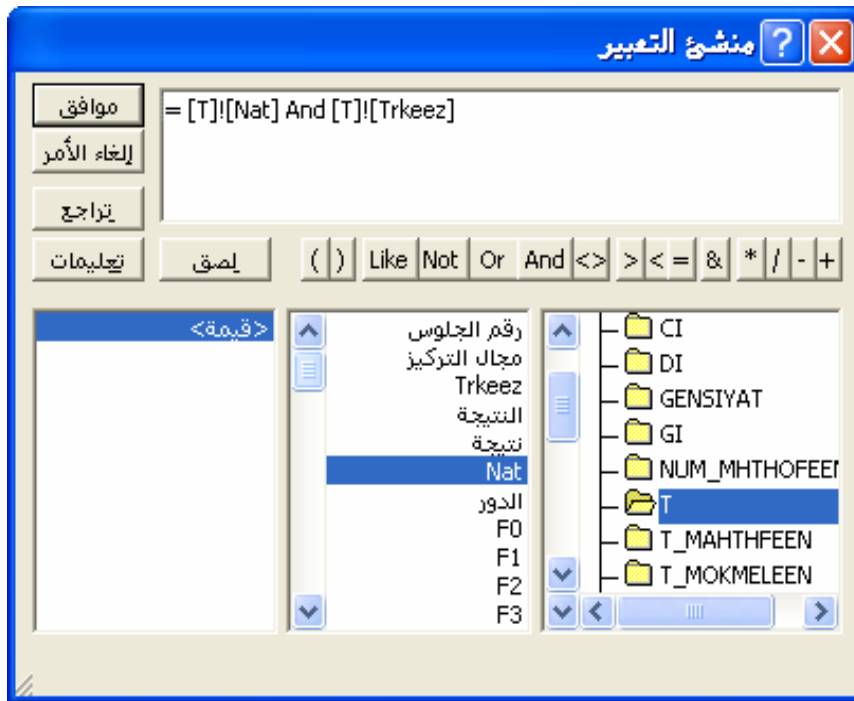 منشئ التعبير
= [T]![Nat] And [T]![Trkeez]
موافق
إلغاء الأمر
تراجع
تعليمات
لصق
+ - / * & = < > <> And Or Not Like ) (
CI
DI
GENSIYAT
GI
NUM_MHTHOFEEN
T
T_MAHTHFEEN
T_MOKMELEEN
رقم الجلوس
مجال التركيز
Trkeez
النتيجة
نتيجة
Nat
الدور
F0
F1
F2
F3
<قيمة>